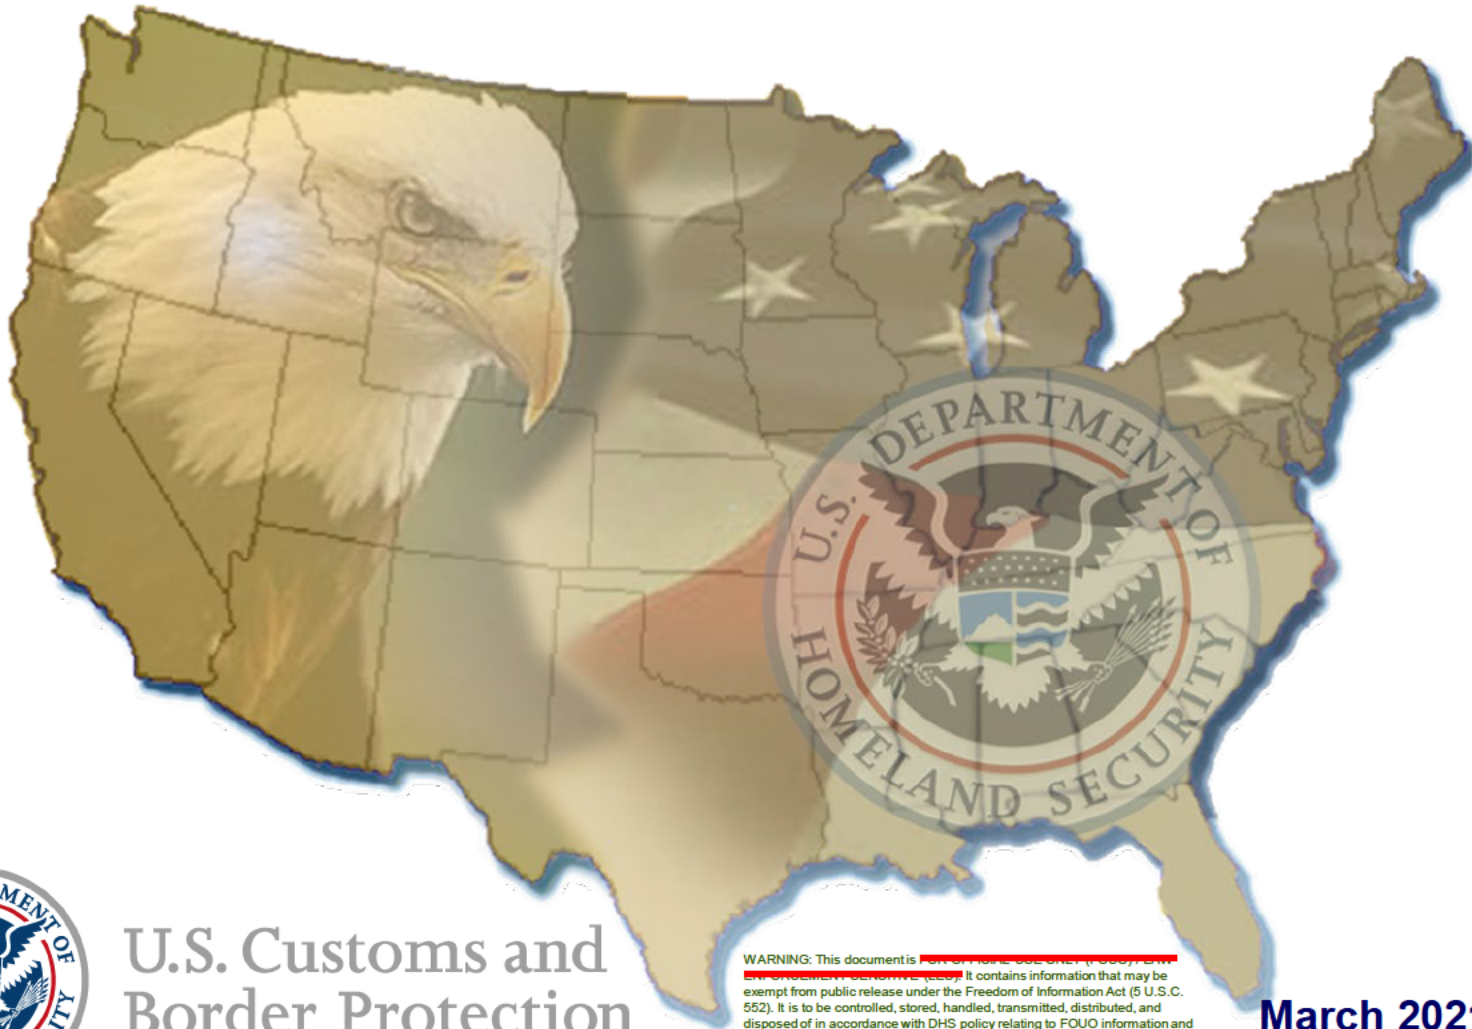 U.S. DEPARTMENT OF
HOMELAND SECURITY
U.S. Customs and
Border Protection
WARNING: This document is
It contains information that may be
exempt from public release under the Freedom of Information Act (5 U.S.C.
552). It is to be controlled, stored, handled, transmitted, distributed, and
disposed of in accordance with DHS policy relating to FOUO information and
March